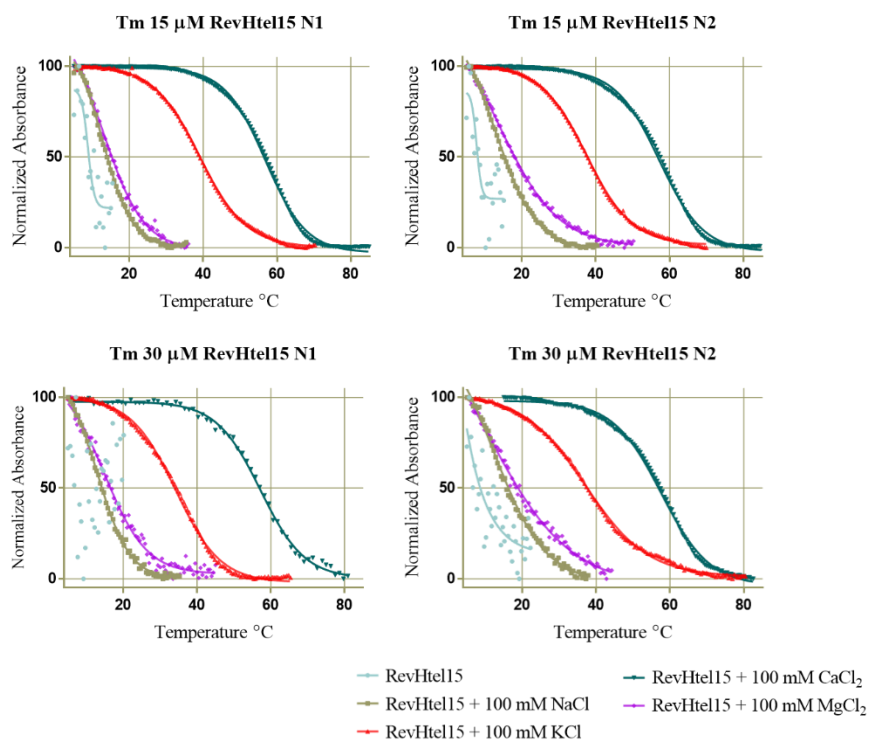 Tm 15 μM RevHtel15 N1
Normalized Absorbance
100
50
0
20 40 60 80
Temperature °C
Tm 15 μM RevHtel15 N2
Normalized Absorbance
100
50
0
20 40 60 80
Temperature °C
Tm 30 μM RevHtel15 N1
Normalized Absorbance
100
50
0
20 40 60 80
Temperature °C
Tm 30 μM RevHtel15 N2
Normalized Absorbance
100
50
0
20 40 60 80
Temperature °C
RevHtel15
RevHtel15 + 100 mM NaCl
RevHtel15 + 100 mM KCl
RevHtel15 + 100 mM CaCl₂
RevHtel15 + 100 mM MgCl₂